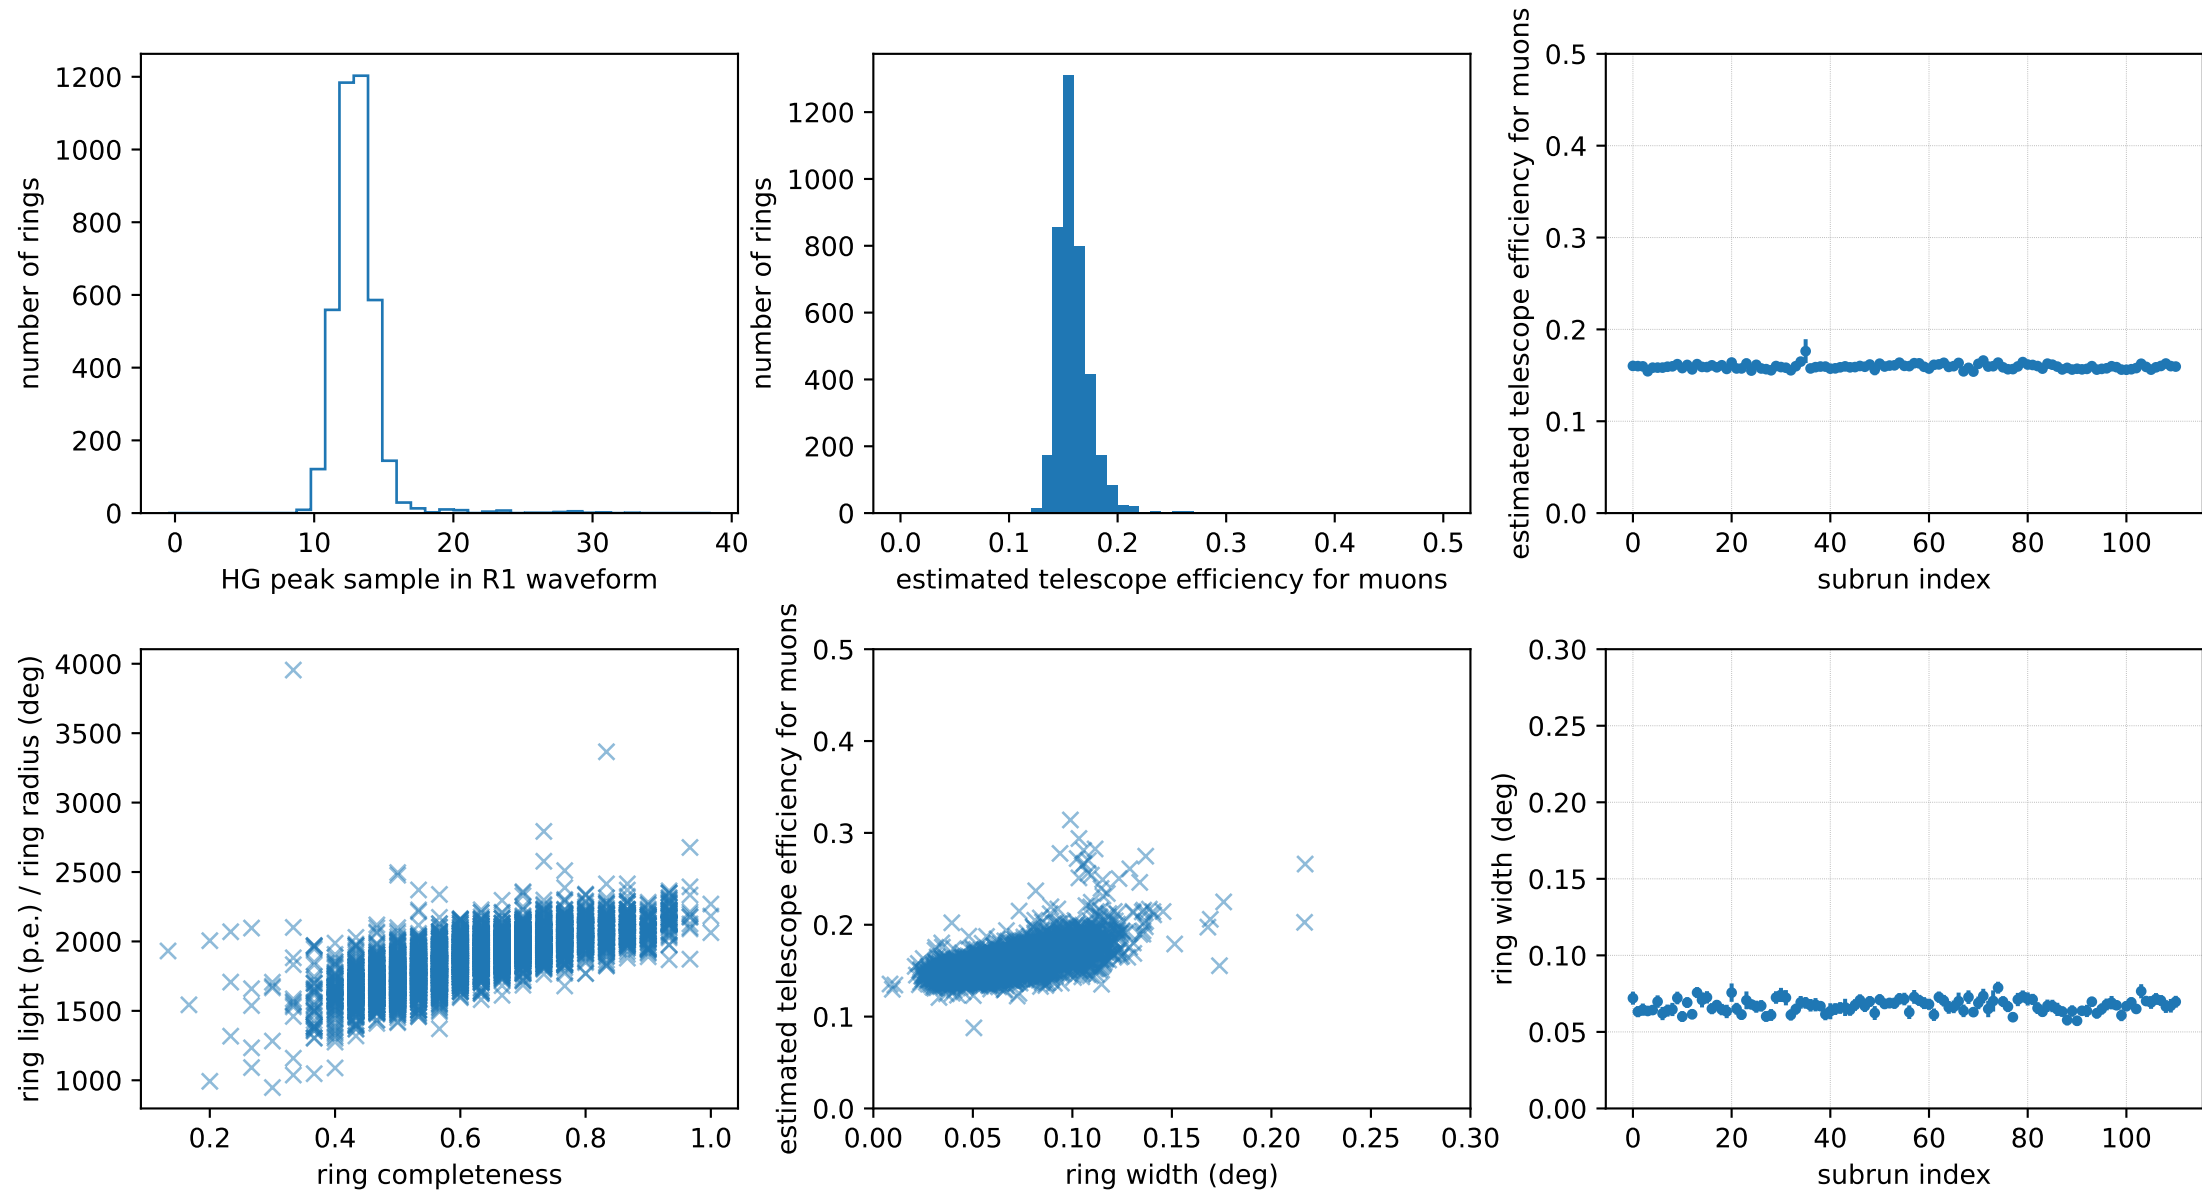 number of rings
1200
1000
800
600
400
200
0
0 10 20 30 40
HG peak sample in R1 waveform
number of rings
1200
1000
800
600
400
200
0
0.0 0.1 0.2 0.3 0.4 0.5
estimated telescope efficiency for muons
estimated telescope efficiency for muons
0.5
0.4
0.3
0.2
0.1
0.0
0 20 40 60 80 100
subrun index
ring light (p.e.) / ring radius (deg)
4000
3500
3000
2500
2000
1500
1000
0.2 0.4 0.6 0.8 1.0
ring completeness
estimated telescope efficiency for muons
0.5
0.4
0.3
0.2
0.1
0.0
0.00 0.05 0.10 0.15 0.20 0.25 0.30
ring width (deg)
ring width (deg)
0.30
0.25
0.20
0.15
0.10
0.05
0.00
0 20 40 60 80 100
subrun index